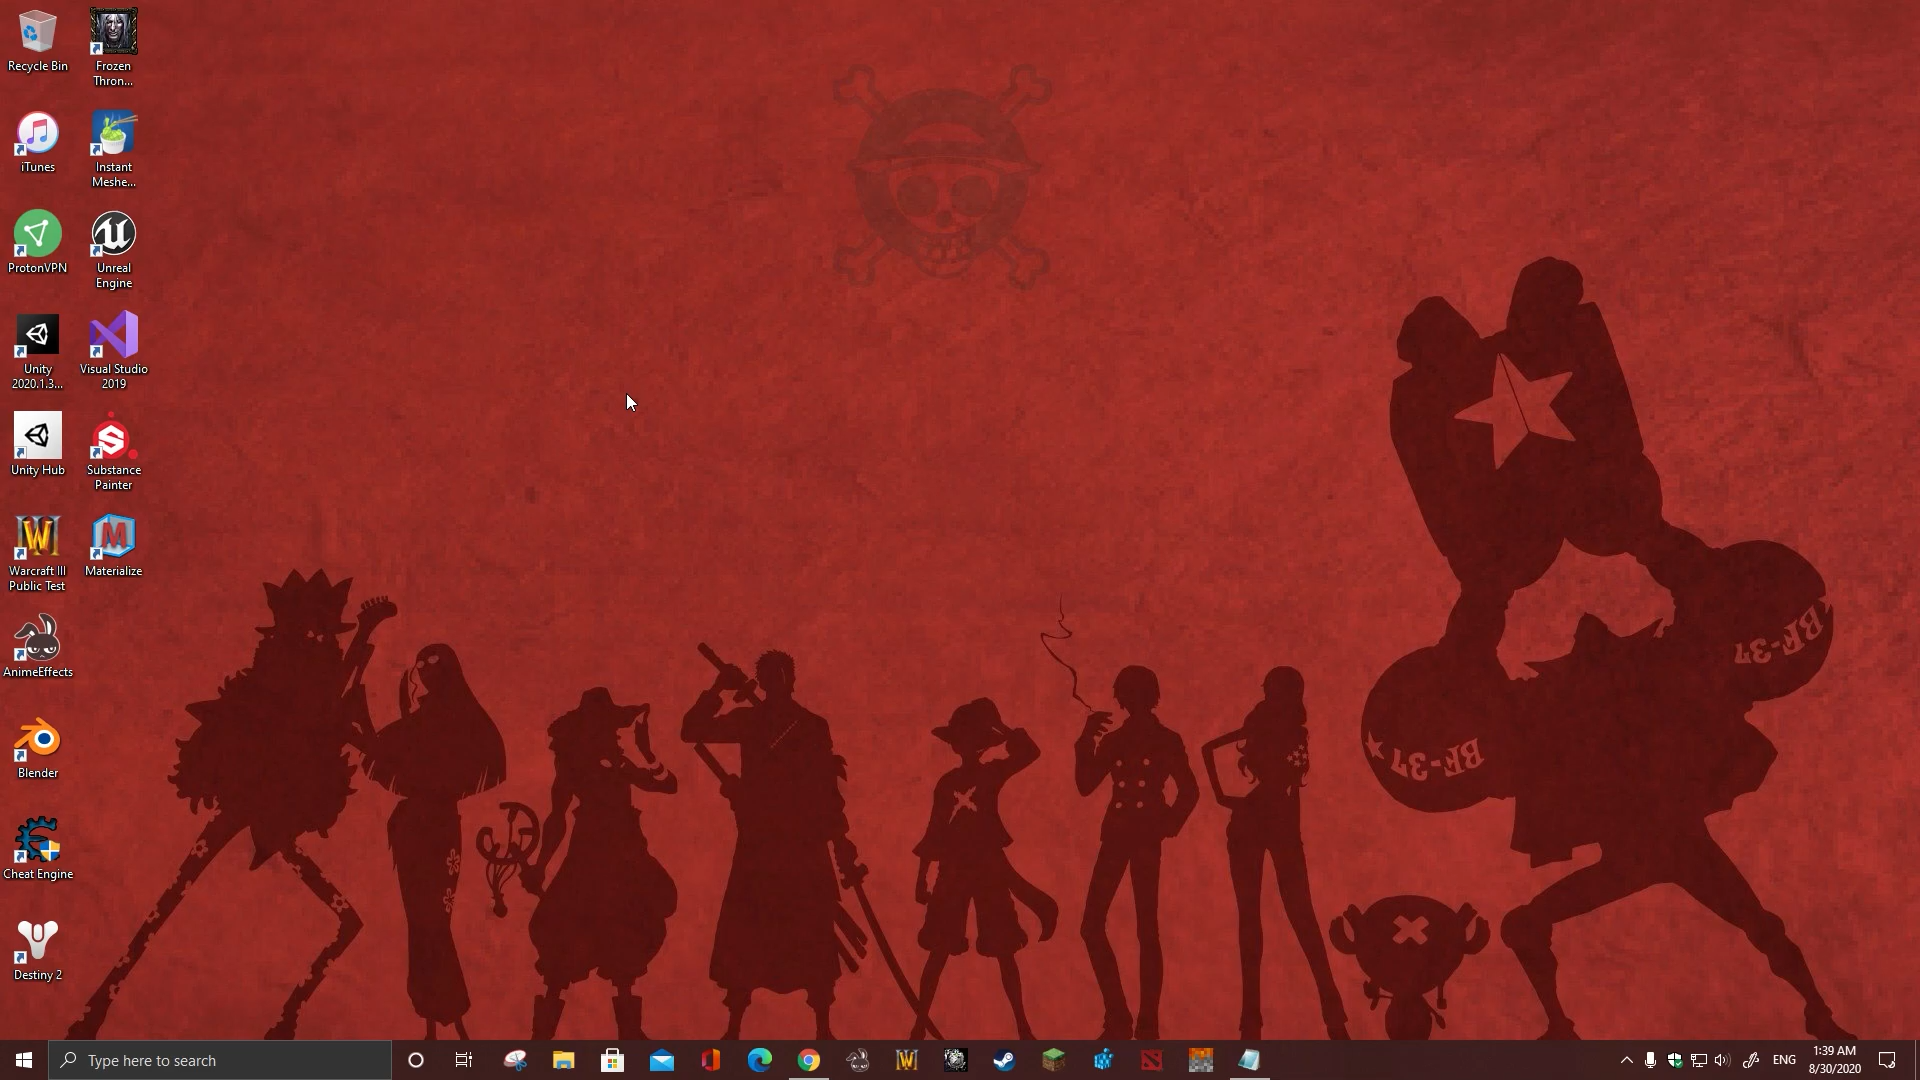 Recycle Bin
Frozen
Thron...
iTunes
Instant
Meshe...
ProtonVPN
Unreal
Engine
Unity
2020.1.3...
Visual Studio
2019
Unity Hub
Substance
Painter
Warcraft III
Public Test
Materialize
AnimeEffects
Blender
Cheat Engine
Destiny 2
BF-37
BF-37
Type here to search
ENG
1:39 AM
8/30/2020